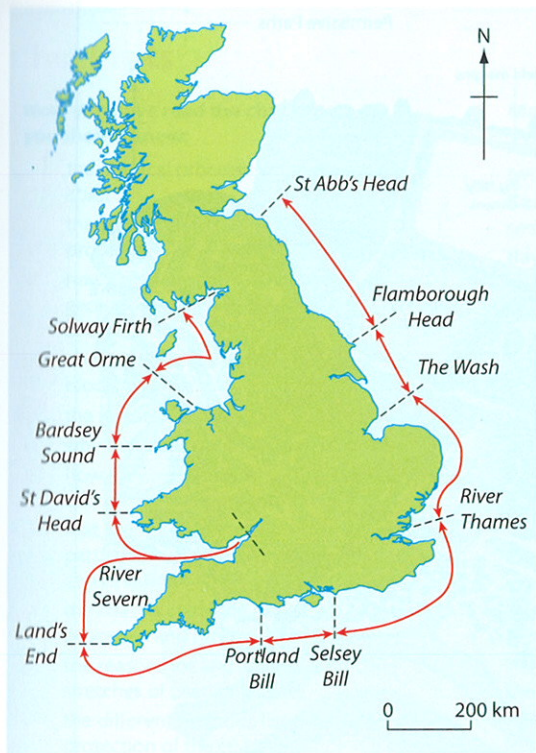 N
St Abb's Head
Flamborough
Head
Solway Firth
Great Orme
The Wash
Bardsey
Sound
St David's
Head
River
Thames
River
Severn
Land's
End
Portland
Bill
Selsey
Bill
0 200 km